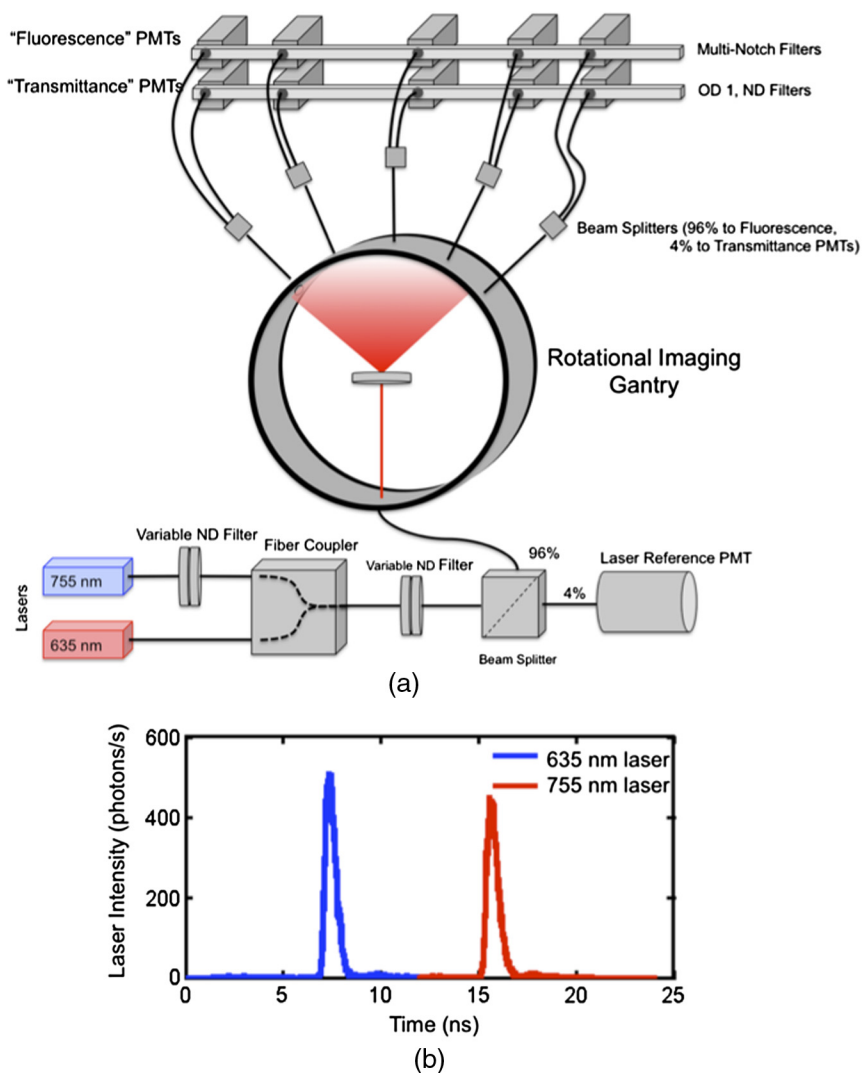 “Fluorescence” PMTs
Multi-Notch Filters
“Transmittance” PMTs
OD 1, ND Filters
Beam Splitters (96% to Fluorescence,
4% to Transmittance PMTs)
Rotational Imaging
Gantry
Variable ND Filter
Fiber Coupler
Variable ND Filter
96%
Laser Reference PMT
Lasers
755 nm
4%
635 nm
Beam Splitter
(a)
Laser Intensity (photons/s)
600
400
200
0
635 nm laser
755 nm laser
0 5 10 15 20 25
Time (ns)
(b)